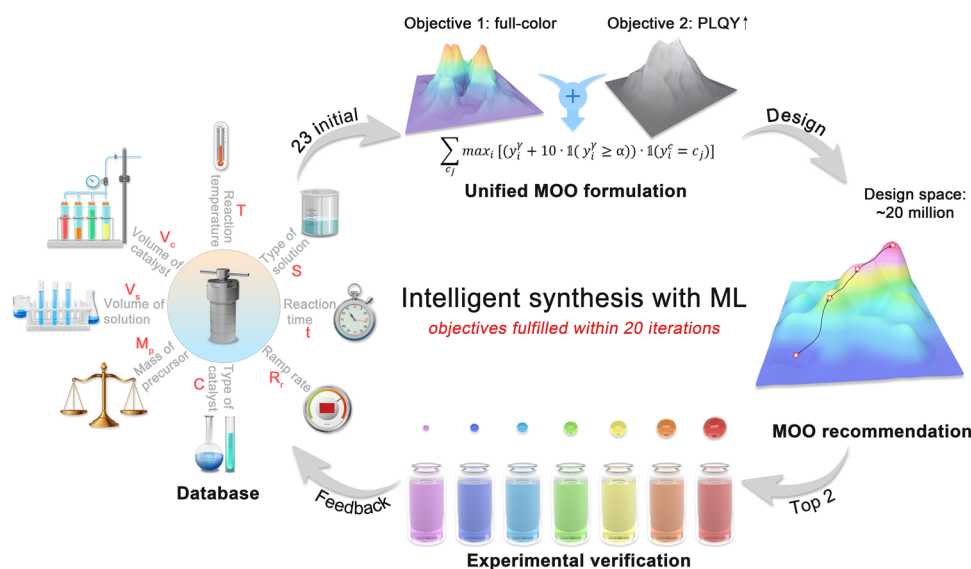 Objective 1: full-color
Objective 2: PLQY↑
+
23 initial
Design
∑_{c_j} max_i [(y_i^γ + 10 · 𝟙( y_i^γ ≥ α)) · 𝟙(y_i^c = c_j)]
Unified MOO formulation
Design space:
~20 million
Reaction
temperature
T
Type of
solution
S
Reaction
time
t
Ramp rate
R_r
Type of
catalyst
C
Mass of
precursor
M_p
Volume of
solution
V_s
Volume of
catalyst
V_c
Database
Intelligent synthesis with ML
objectives fulfilled within 20 iterations
MOO recommendation
Top 2
Experimental verification
Feedback